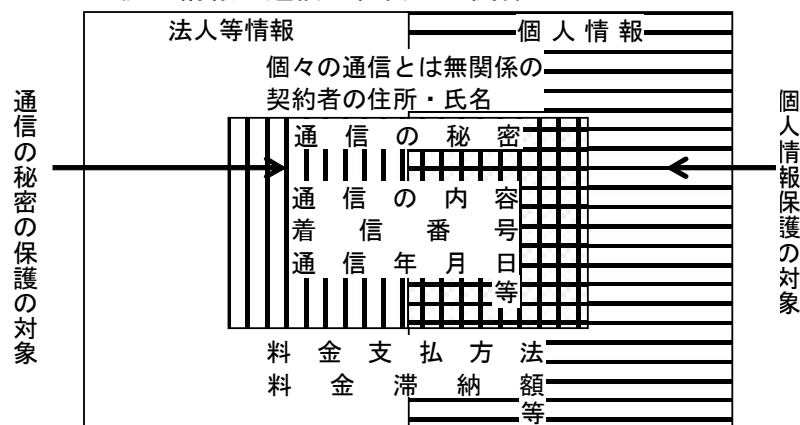 法人等情報
個人情報
個々の通信とは無関係の
契約者の住所・氏名
通信の秘密
通信の内容
着信番号
通信年月日
等
料金支払方法
料金滞納額
等
通信の秘密の保護の対象
個人情報保護の対象